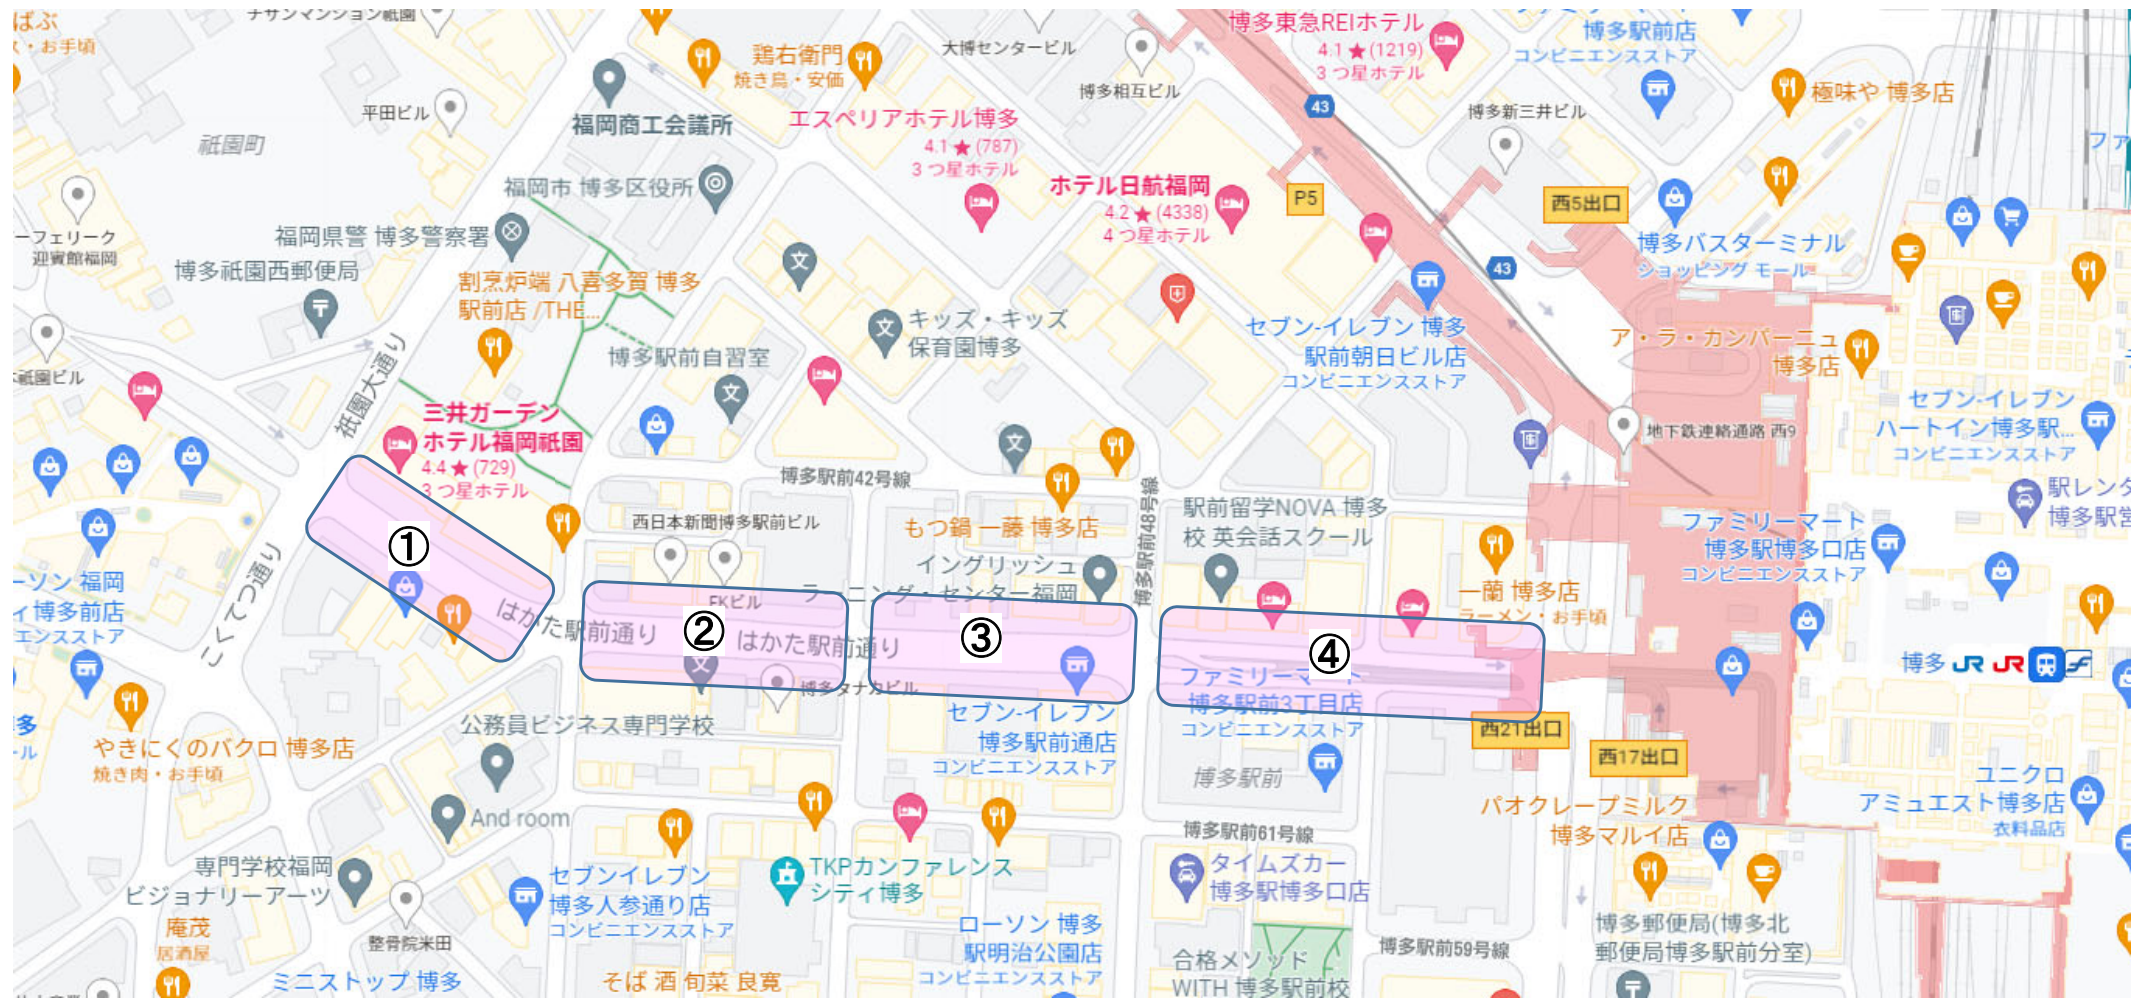 ナサンマンション祇園
ばぶ
ス・お手頃
平田ビル
祇園町
ーフェリーク
迎賓館福岡
鶏右衛門
焼き鳥・安価
福岡商工会議所
福岡市 博多区役所
福岡県警 博多警察署
博多祇園西郵便局
割烹炉端 八喜多賀 博多
駅前店 /THE...
大博センタービル
博多相互ビル
エスペリアホテル博多
4.1★(787)
3 つ星ホテル
ホテル日航福岡
4.2★(4338)
4 つ星ホテル
博多東急REIホテル
4.1★(1219)
3 つ星ホテル
43
P5
43
博多駅前店
コンビニエンスストア
博多新三井ビル
極味や 博多店
西5出口
博多バスターミナル
ショッピング モール
ファ
キッズ・キッズ
保育園博多
博多駅前自習室
セブン-イレブン 博多
駅前朝日ビル店
コンビニエンスストア
ア・ラ・カンパーニュ
博多店
地下鉄連絡通路 西9
セブン-イレブン
ハートイン博多駅...
コンビニエンスストア
駅レンタ
博多駅営
祇園ビル
祇園大通り
三井ガーデン
ホテル福岡祇園
4.4★(729)
3 つ星ホテル
博多駅前42号線
西日本新聞博多駅前ビル
もつ鍋 一藤 博多店
イングリッシュ
ラーニング・センター福岡
博多駅前48号線
駅前留学NOVA 博多
校 英会話スクール
一蘭 博多店
ラーメン・お手頃
ファミリーマート
博多駅博多口店
コンビニエンスストア
ーソン 福岡
ィ博多前店
エンスストア
こくてつ通り
①
はかた駅前通り
FKビル
②
はかた駅前通り
③
④
博多タナカビル
ファミリーマート
博多駅前3丁目店
コンビニエンスストア
博多 JR JR
西21出口
西17出口
多
ール
やきにくのバクロ 博多店
焼き肉・お手頃
公務員ビジネス専門学校
セブン-イレブン
博多駅前通店
コンビニエンスストア
博多駅前
ユニクロ
アミュエスト博多店
衣料品店
パオクレープミルク
博多マルイ店
And room
博多駅前61号線
専門学校福岡
ビジョナリーアーツ
セブンイレブン
博多人参通り店
コンビニエンスストア
TKPカンファレンス
シティ博多
タイムズカー
博多駅博多口店
庵茂
居酒屋
整骨院米田
ローソン 博多
駅明治公園店
コンビニエンスストア
博多駅前59号線
博多郵便局(博多北
郵便局博多駅前分室)
合格メソッド
WITH 博多駅前校
ミニストップ 博多
そば 酒 旬菜 良寛